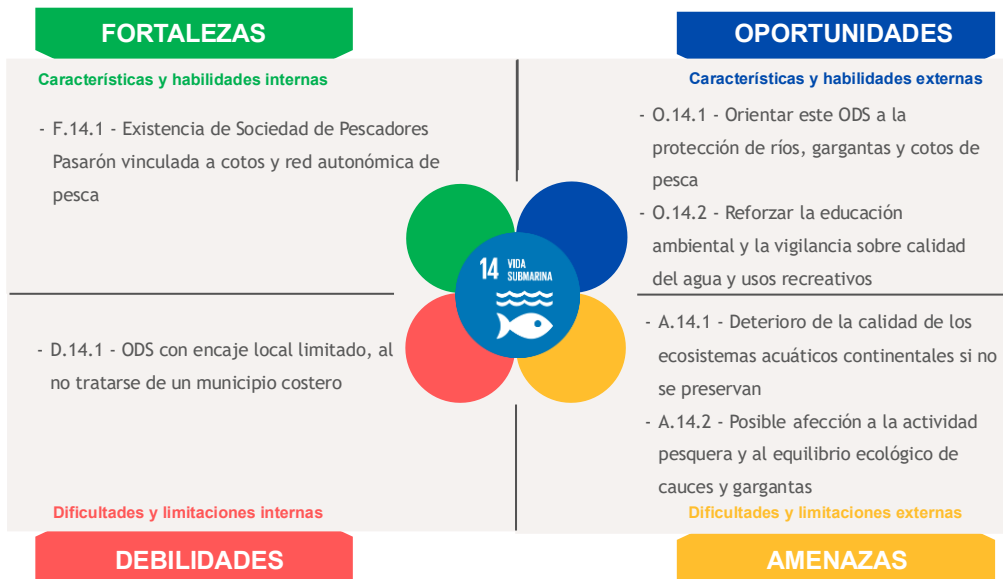 FORTALEZAS
Características y habilidades internas
- F.14.1 - Existencia de Sociedad de Pescadores
Pasarón vinculada a cotos y red autonómica de
pesca
OPORTUNIDADES
Características y habilidades externas
- O.14.1 - Orientar este ODS a la
protección de ríos, gargantas y cotos de
pesca
- O.14.2 - Reforzar la educación
ambiental y la vigilancia sobre calidad
del agua y usos recreativos
14 VIDA
SUBMARINA
- D.14.1 - ODS con encaje local limitado, al
no tratarse de un municipio costero
Dificultades y limitaciones internas
DEBILIDADES
- A.14.1 - Deterioro de la calidad de los
ecosistemas acuáticos continentales si no
se preservan
- A.14.2 - Posible afección a la actividad
pesquera y al equilibrio ecológico de
cauces y gargantas
Dificultades y limitaciones externas
AMENAZAS